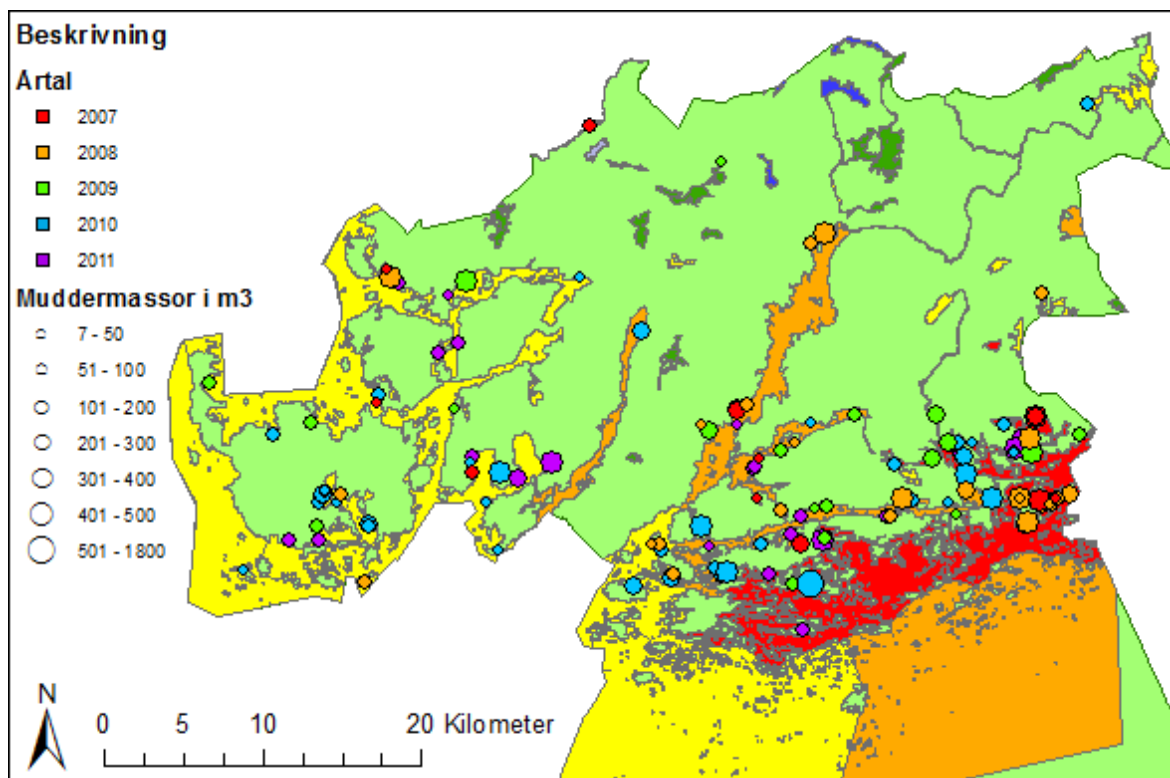 Beskrivning
Årtal
2007
2008
2009
2010
2011
Muddermassor i m3
7 - 50
51 - 100
101 - 200
201 - 300
301 - 400
401 - 500
501 - 1800
N
0 5 10 20 Kilometer